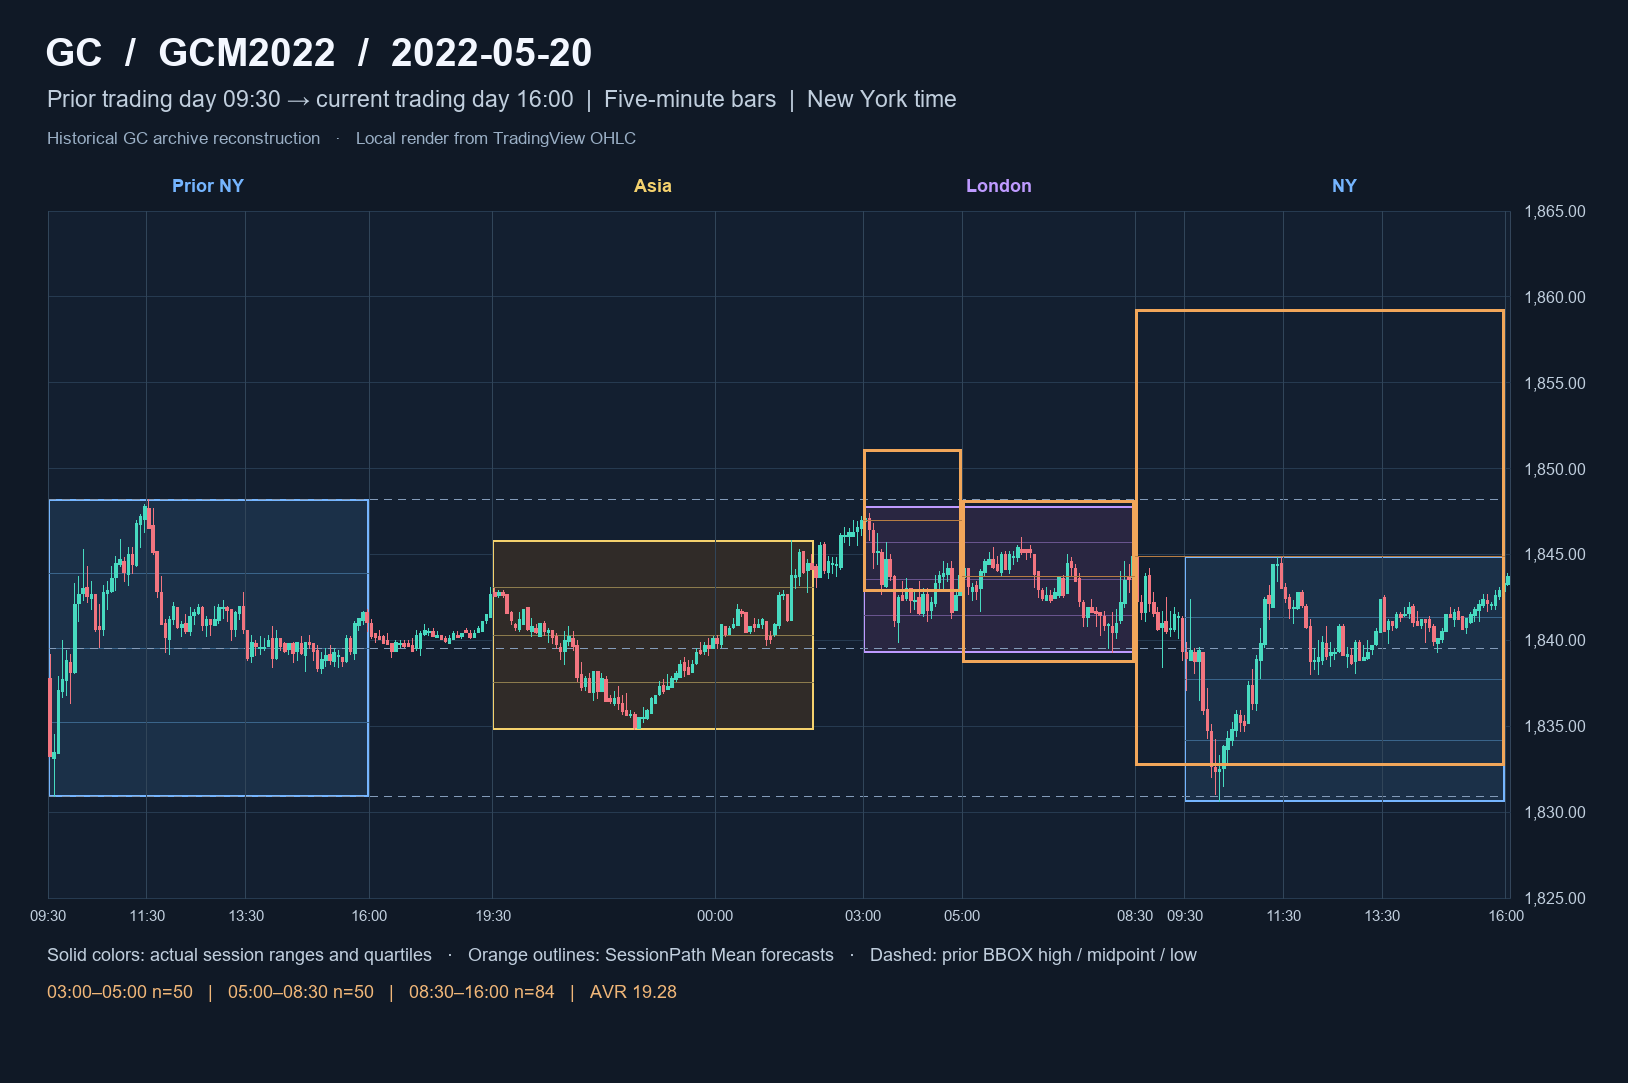 GC / GCM2022 / 2022-05-20
Prior trading day 09:30 → current trading day 16:00 | Five-minute bars | New York time
Historical GC archive reconstruction · Local render from TradingView OHLC
Prior NY Asia London NY
1,865.00
1,860.00
1,855.00
1,850.00
1,845.00
1,840.00
1,835.00
1,830.00
1,825.00
09:30 11:30 13:30 16:00 19:30 00:00 03:00 05:00 08:30 09:30 11:30 13:30 16:00
Solid colors: actual session ranges and quartiles · Orange outlines: SessionPath Mean forecasts · Dashed: prior BBOX high / midpoint / low
03:00–05:00 n=50 | 05:00–08:30 n=50 | 08:30–16:00 n=84 | AVR 19.28